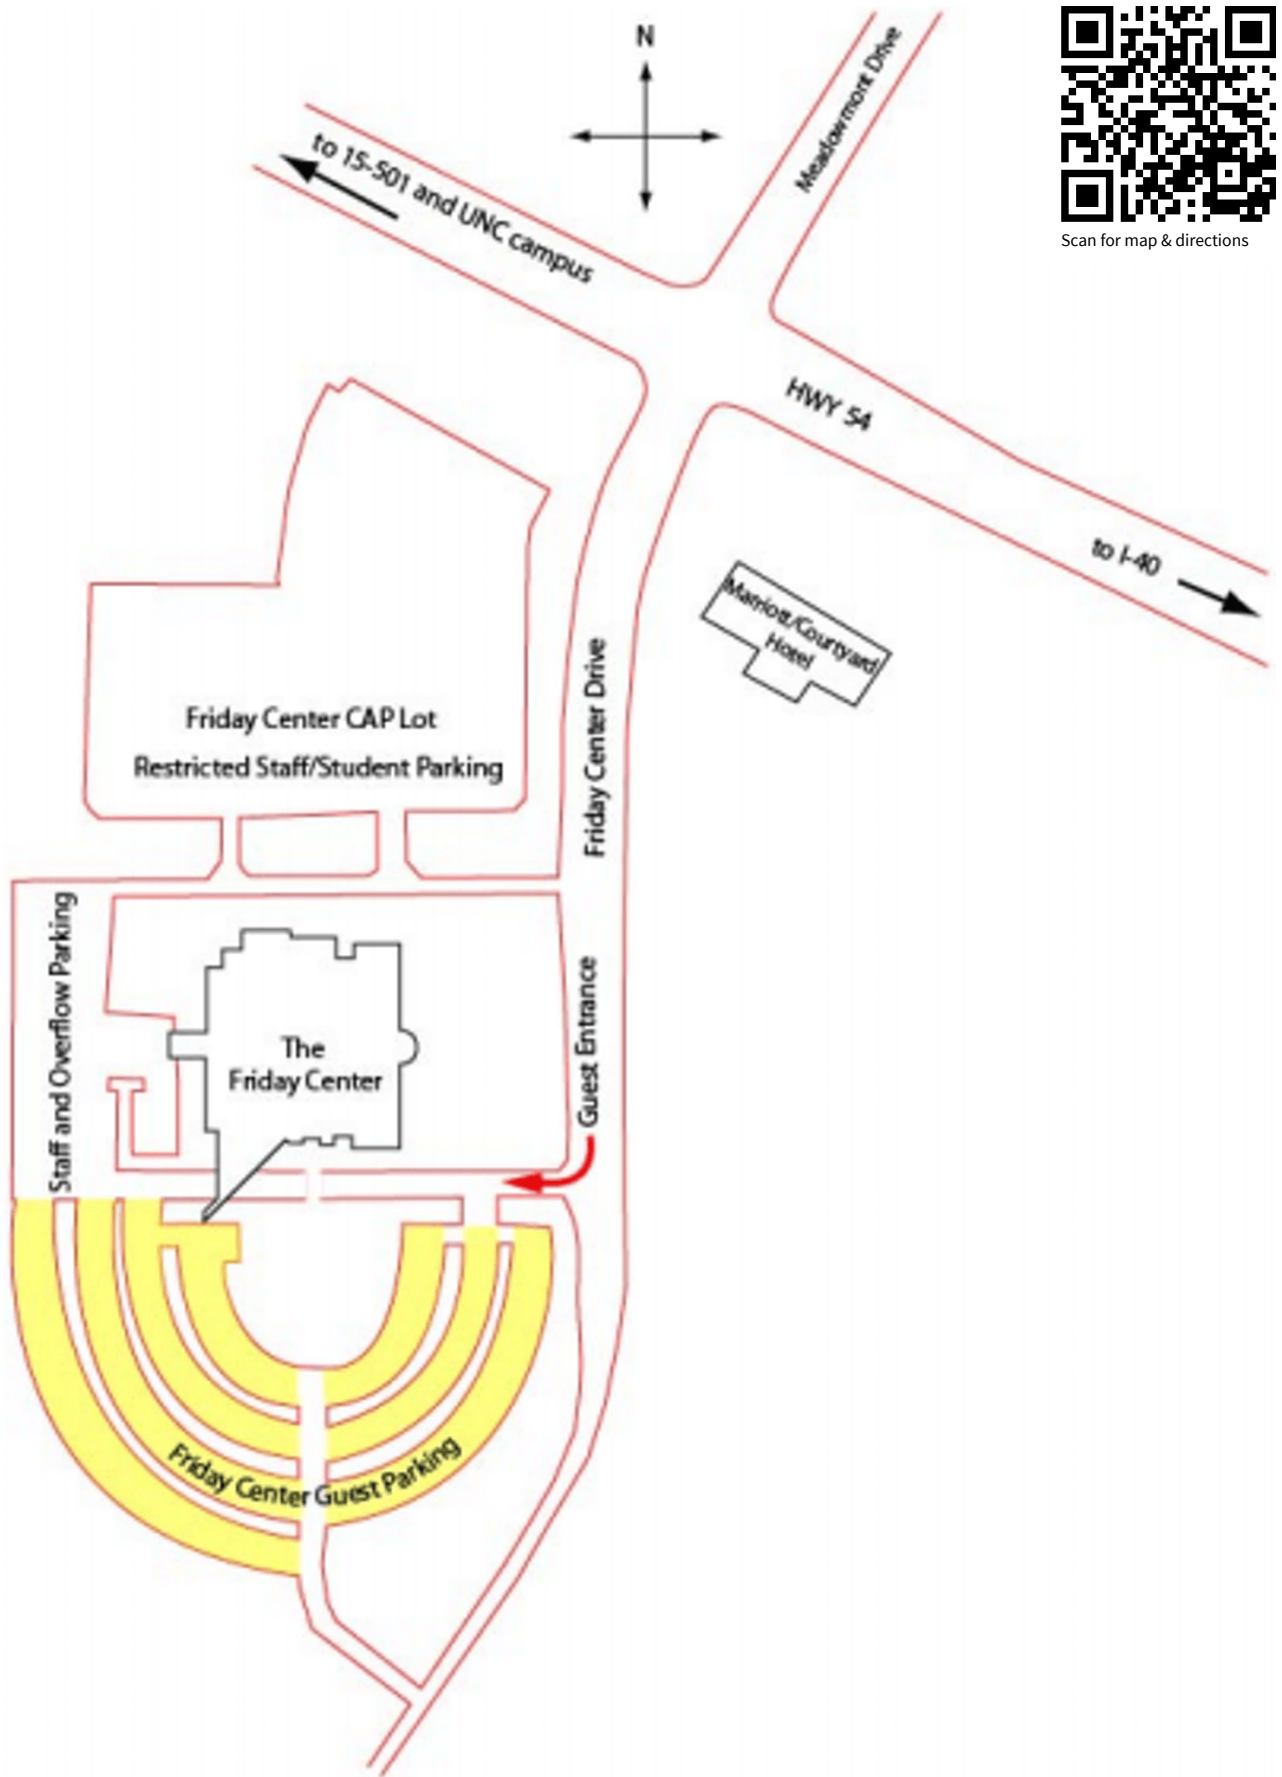 N
Meadowmont Drive
Scan for map & directions
to 15-501 and UNC campus
HWY 54
to I-40
Marriott/Courtyard
Hotel
Friday Center Drive
Friday Center CAP Lot
Restricted Staff/Student Parking
Staff and Overflow Parking
The
Friday Center
Guest Entrance
Friday Center Guest Parking